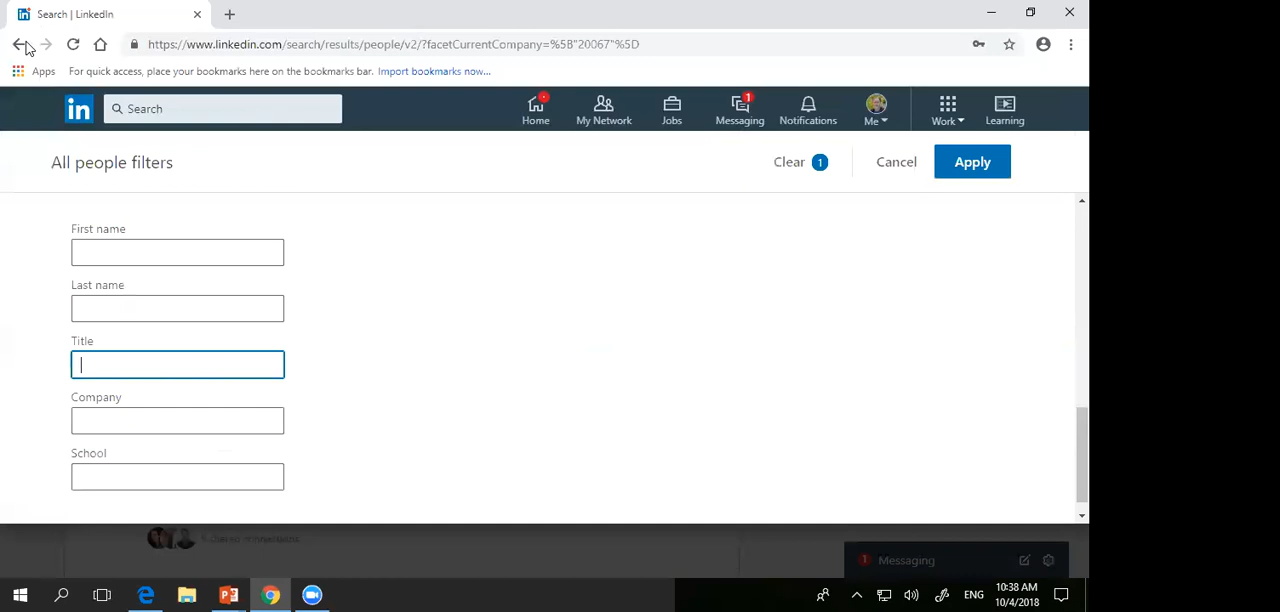 Search | LinkedIn
https://www.linkedin.com/search/results/people/v2/?facetCurrentCompany=%5B"20067"%5D
Apps For quick access, place your bookmarks here on the bookmarks bar. Import bookmarks now...
in Search
Home My Network Jobs Messaging 1 Notifications Me Work Learning
All people filters Clear 1 Cancel Apply
First name
Last name
Title
Company
School
1 Messaging
ENG
10:38 AM
10/4/2018